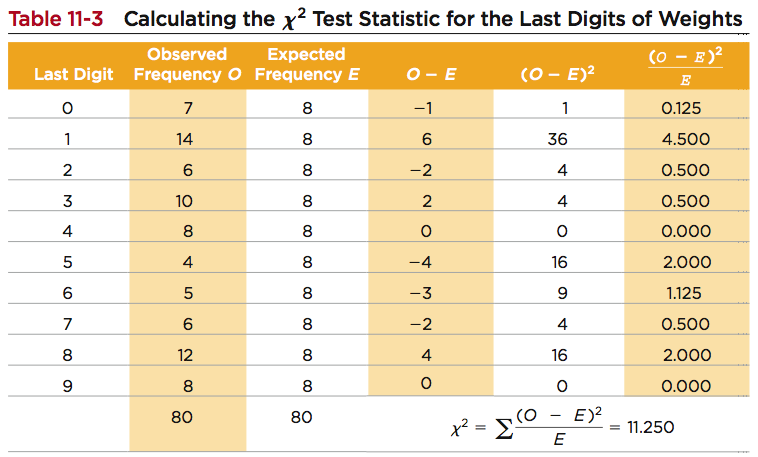 Table 11-3 Calculating the χ² Test Statistic for the Last Digits of Weights
Last Digit Observed Frequency O Expected Frequency E O − E (O − E)² (O − E)² / E
0 7 8 −1 1 0.125
1 14 8 6 36 4.500
2 6 8 −2 4 0.500
3 10 8 2 4 0.500
4 8 8 0 0 0.000
5 4 8 −4 16 2.000
6 5 8 −3 9 1.125
7 6 8 −2 4 0.500
8 12 8 4 16 2.000
9 8 8 0 0 0.000
80 80 χ² = ∑ (O − E)² / E = 11.250